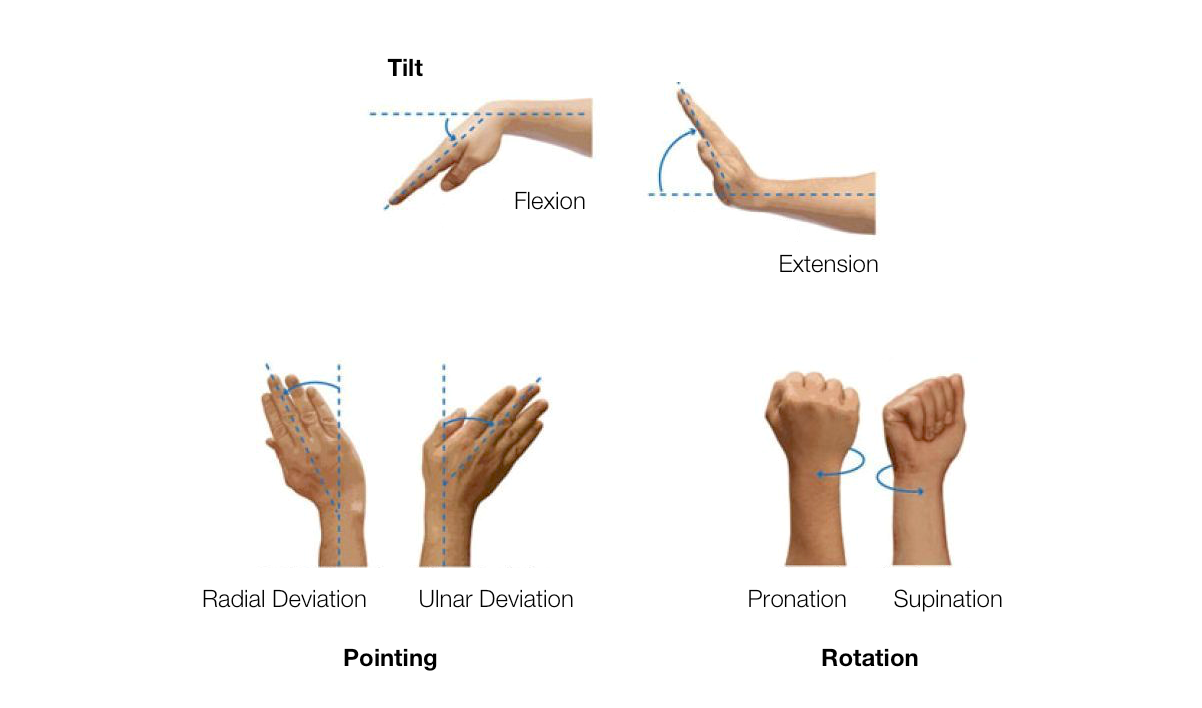 Tilt
Flexion
Extension
Radial Deviation
Ulnar Deviation
Pronation
Supination
Pointing
Rotation